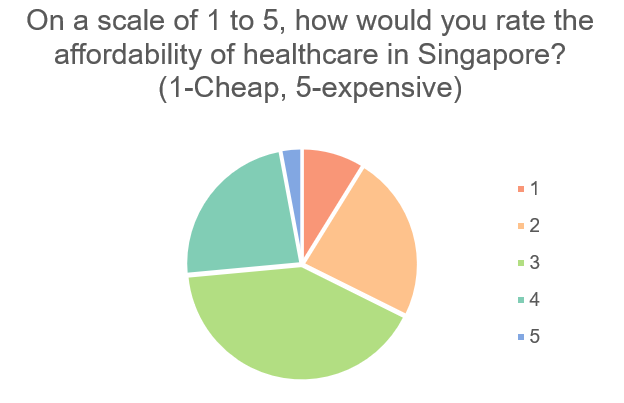 On a scale of 1 to 5, how would you rate the
affordability of healthcare in Singapore?
(1-Cheap, 5-expensive)
1
2
3
4
5